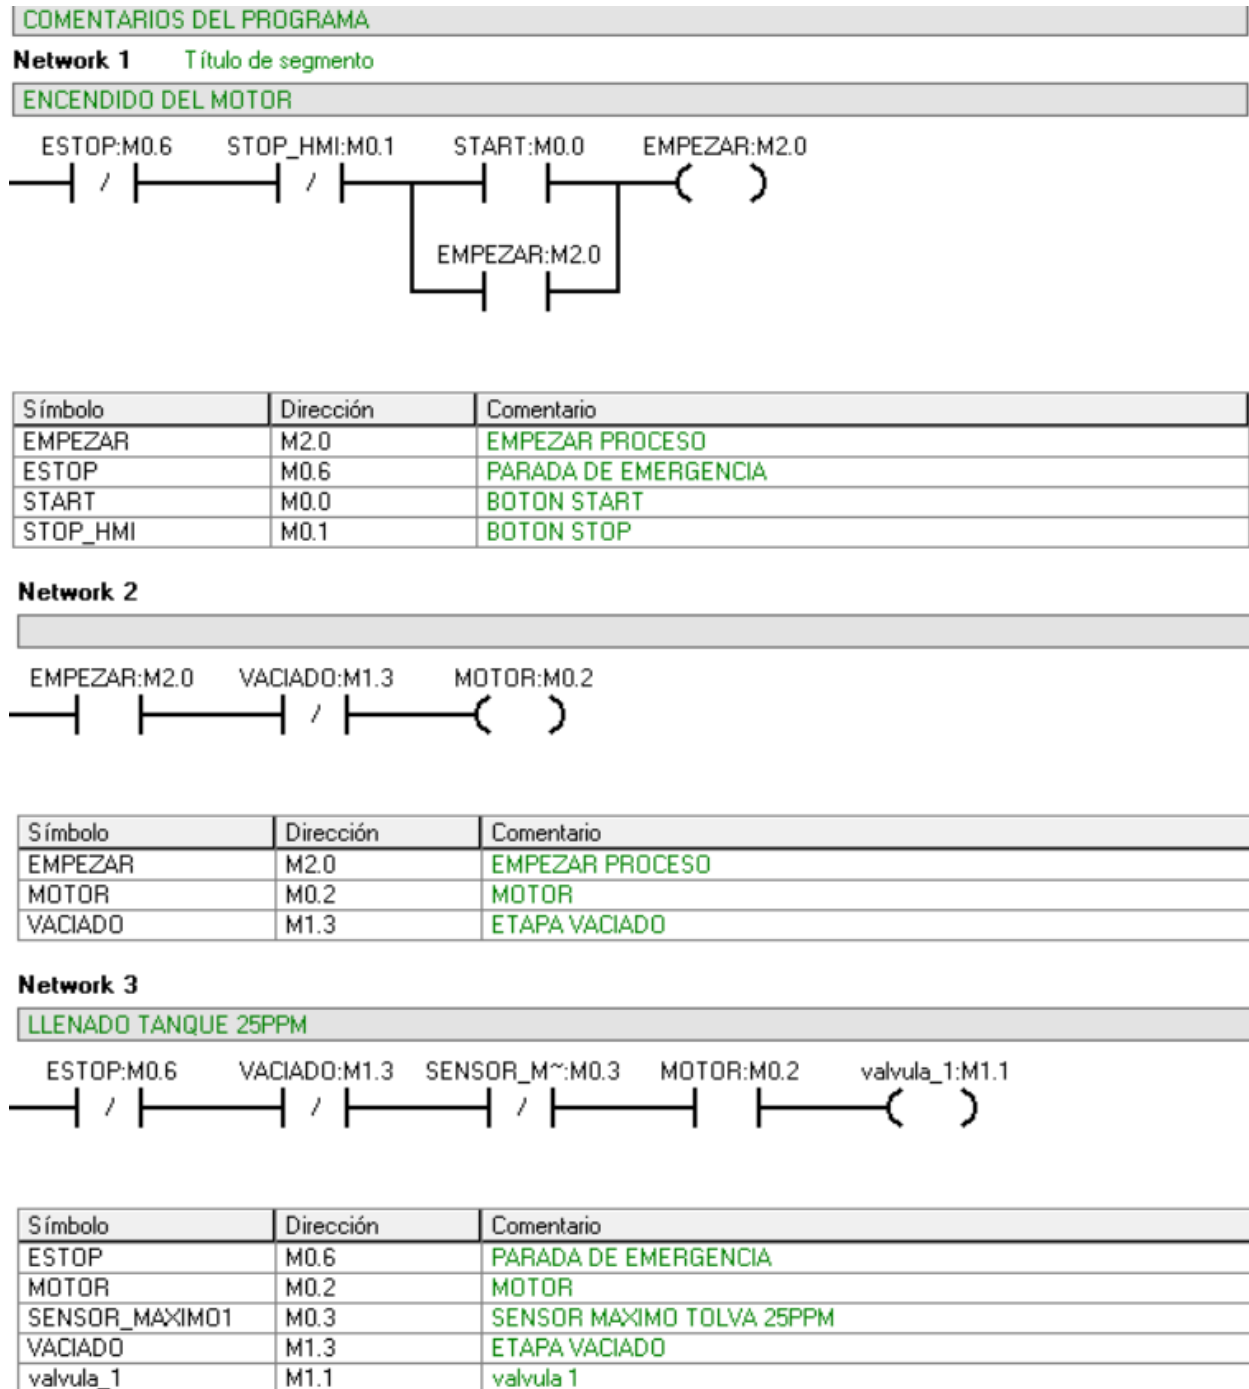 COMENTARIOS DEL PROGRAMA
Network 1 Título de segmento
ENCENDIDO DEL MOTOR
ESTOP:M0.6 STOP_HMI:M0.1 START:M0.0 EMPEZAR:M2.0
EMPEZAR:M2.0
Símbolo Dirección Comentario
EMPEZAR M2.0 EMPEZAR PROCESO
ESTOP M0.6 PARADA DE EMERGENCIA
START M0.0 BOTON START
STOP_HMI M0.1 BOTON STOP
Network 2
EMPEZAR:M2.0 VACIADO:M1.3 MOTOR:M0.2
Símbolo Dirección Comentario
EMPEZAR M2.0 EMPEZAR PROCESO
MOTOR M0.2 MOTOR
VACIADO M1.3 ETAPA VACIADO
Network 3
LLENADO TANQUE 25PPM
ESTOP:M0.6 VACIADO:M1.3 SENSOR_M~:M0.3 MOTOR:M0.2 valvula_1:M1.1
Símbolo Dirección Comentario
ESTOP M0.6 PARADA DE EMERGENCIA
MOTOR M0.2 MOTOR
SENSOR_MAXIMO1 M0.3 SENSOR MAXIMO TOLVA 25PPM
VACIADO M1.3 ETAPA VACIADO
valvula_1 M1.1 valvula 1